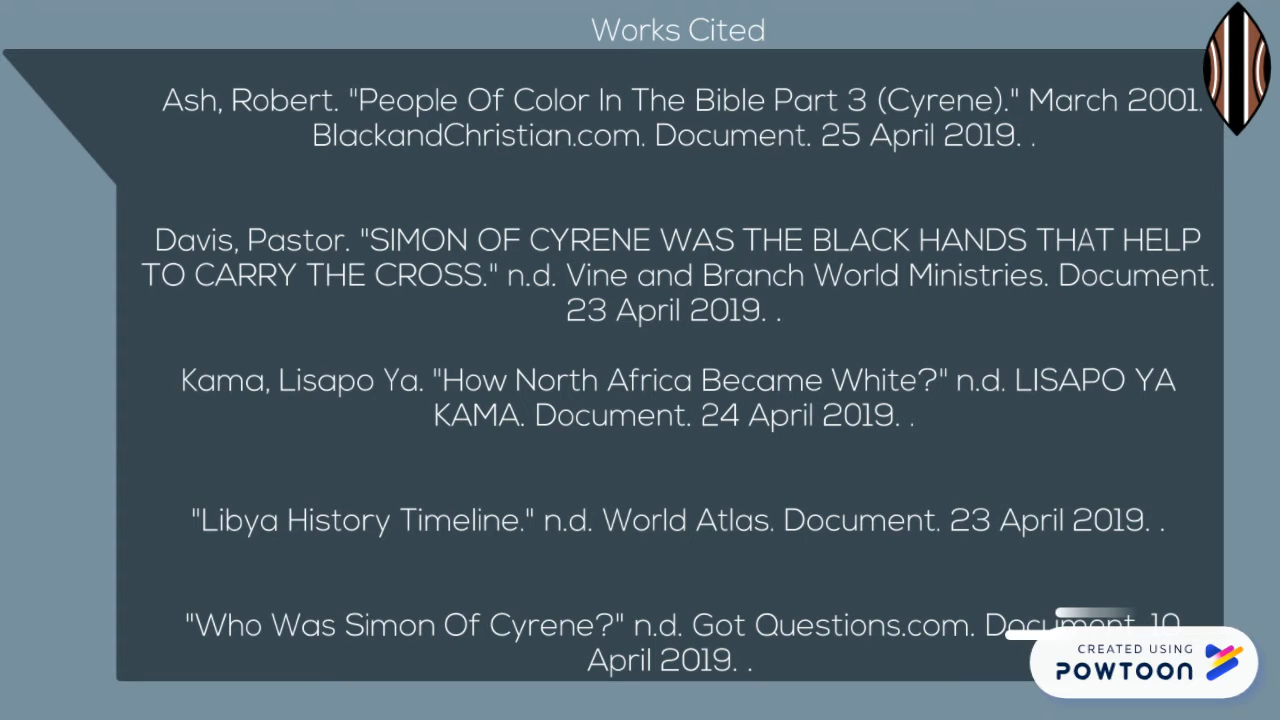 Works Cited
Ash, Robert. "People Of Color In The Bible Part 3 (Cyrene)." March 2001.
BlackandChristian.com. Document. 25 April 2019. .
Davis, Pastor. "SIMON OF CYRENE WAS THE BLACK HANDS THAT HELP
TO CARRY THE CROSS." n.d. Vine and Branch World Ministries. Document.
23 April 2019. .
Kama, Lisapo Ya. "How North Africa Became White?" n.d. LISAPO YA
KAMA. Document. 24 April 2019. .
"Libya History Timeline." n.d. World Atlas. Document. 23 April 2019. .
"Who Was Simon Of Cyrene?" n.d. Got Questions.com. Document. 19
April 2019. .
CREATED USING
POWTOON